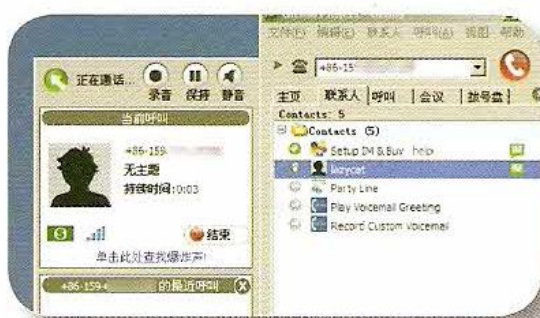 正在通话...
录音 保持 静音
当前呼叫
+86-159
无主题
持续时间:0:03
结束
单击此处查找爆炸声!
+86-159 的最近呼叫
文件(F) 编辑(E) 联系人 呼叫(A) 视图 帮助
+86-15
主页 联系人 呼叫 会议 拨号盘
Contacts: 5
Contacts (5)
Setup IM & Buv help
lazycat
Party Line
Play Voicemail Greeting
Record Custom Voicemail